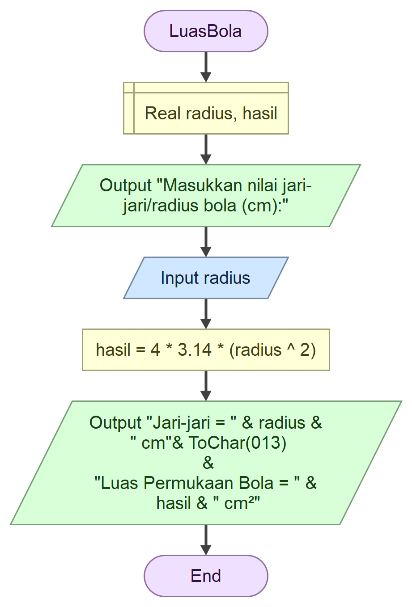 LuasBola
Real radius, hasil
Output "Masukkan nilai jari-
jari/radius bola (cm):"
Input radius
hasil = 4 * 3.14 * (radius ^ 2)
Output "Jari-jari = " & radius &
" cm"& ToChar(013)
&
"Luas Permukaan Bola = " &
hasil & " cm²"
End